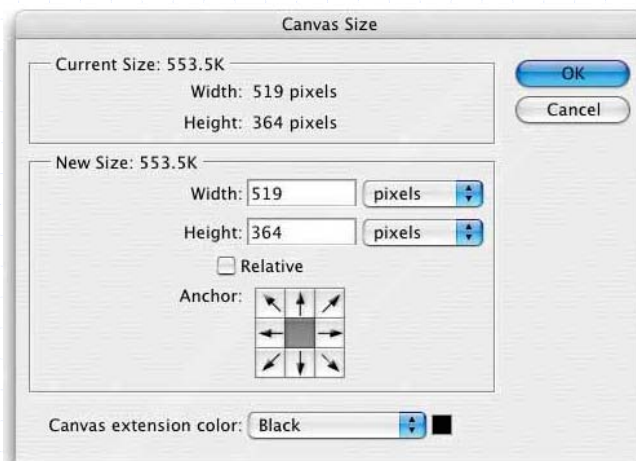 Canvas Size
Current Size: 553.5K
Width: 519 pixels
Height: 364 pixels
OK
Cancel
New Size: 553.5K
Width: 519 pixels
Height: 364 pixels
Relative
Anchor:
Canvas extension color: Black